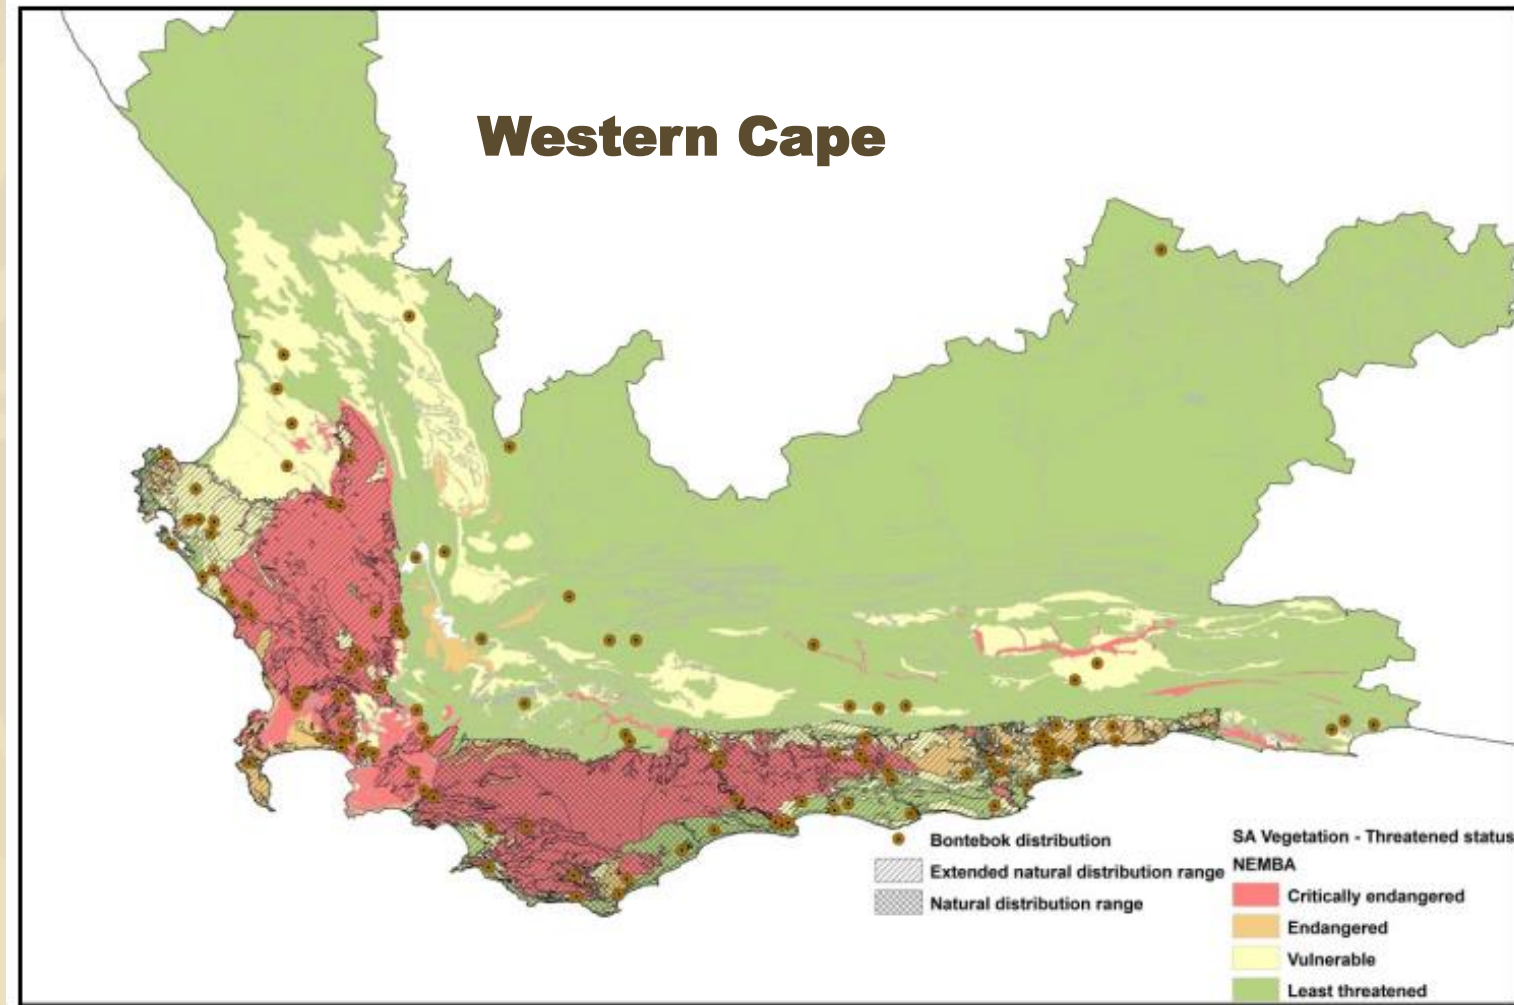 Western Cape
Bontebok distribution
Extended natural distribution range
Natural distribution range
SA Vegetation - Threatened status
NEMBA
Critically endangered
Endangered
Vulnerable
Least threatened